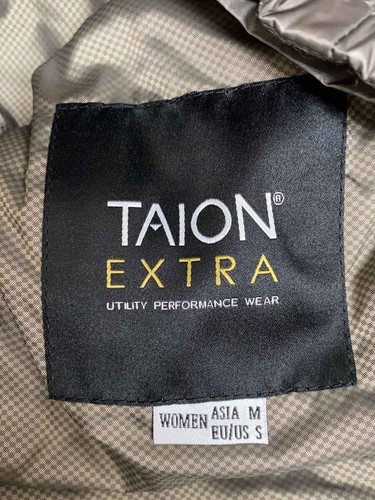 TAION®
EXTRA
UTILITY PERFORMANCE WEAR
WOMEN ASIA M
EU/US S